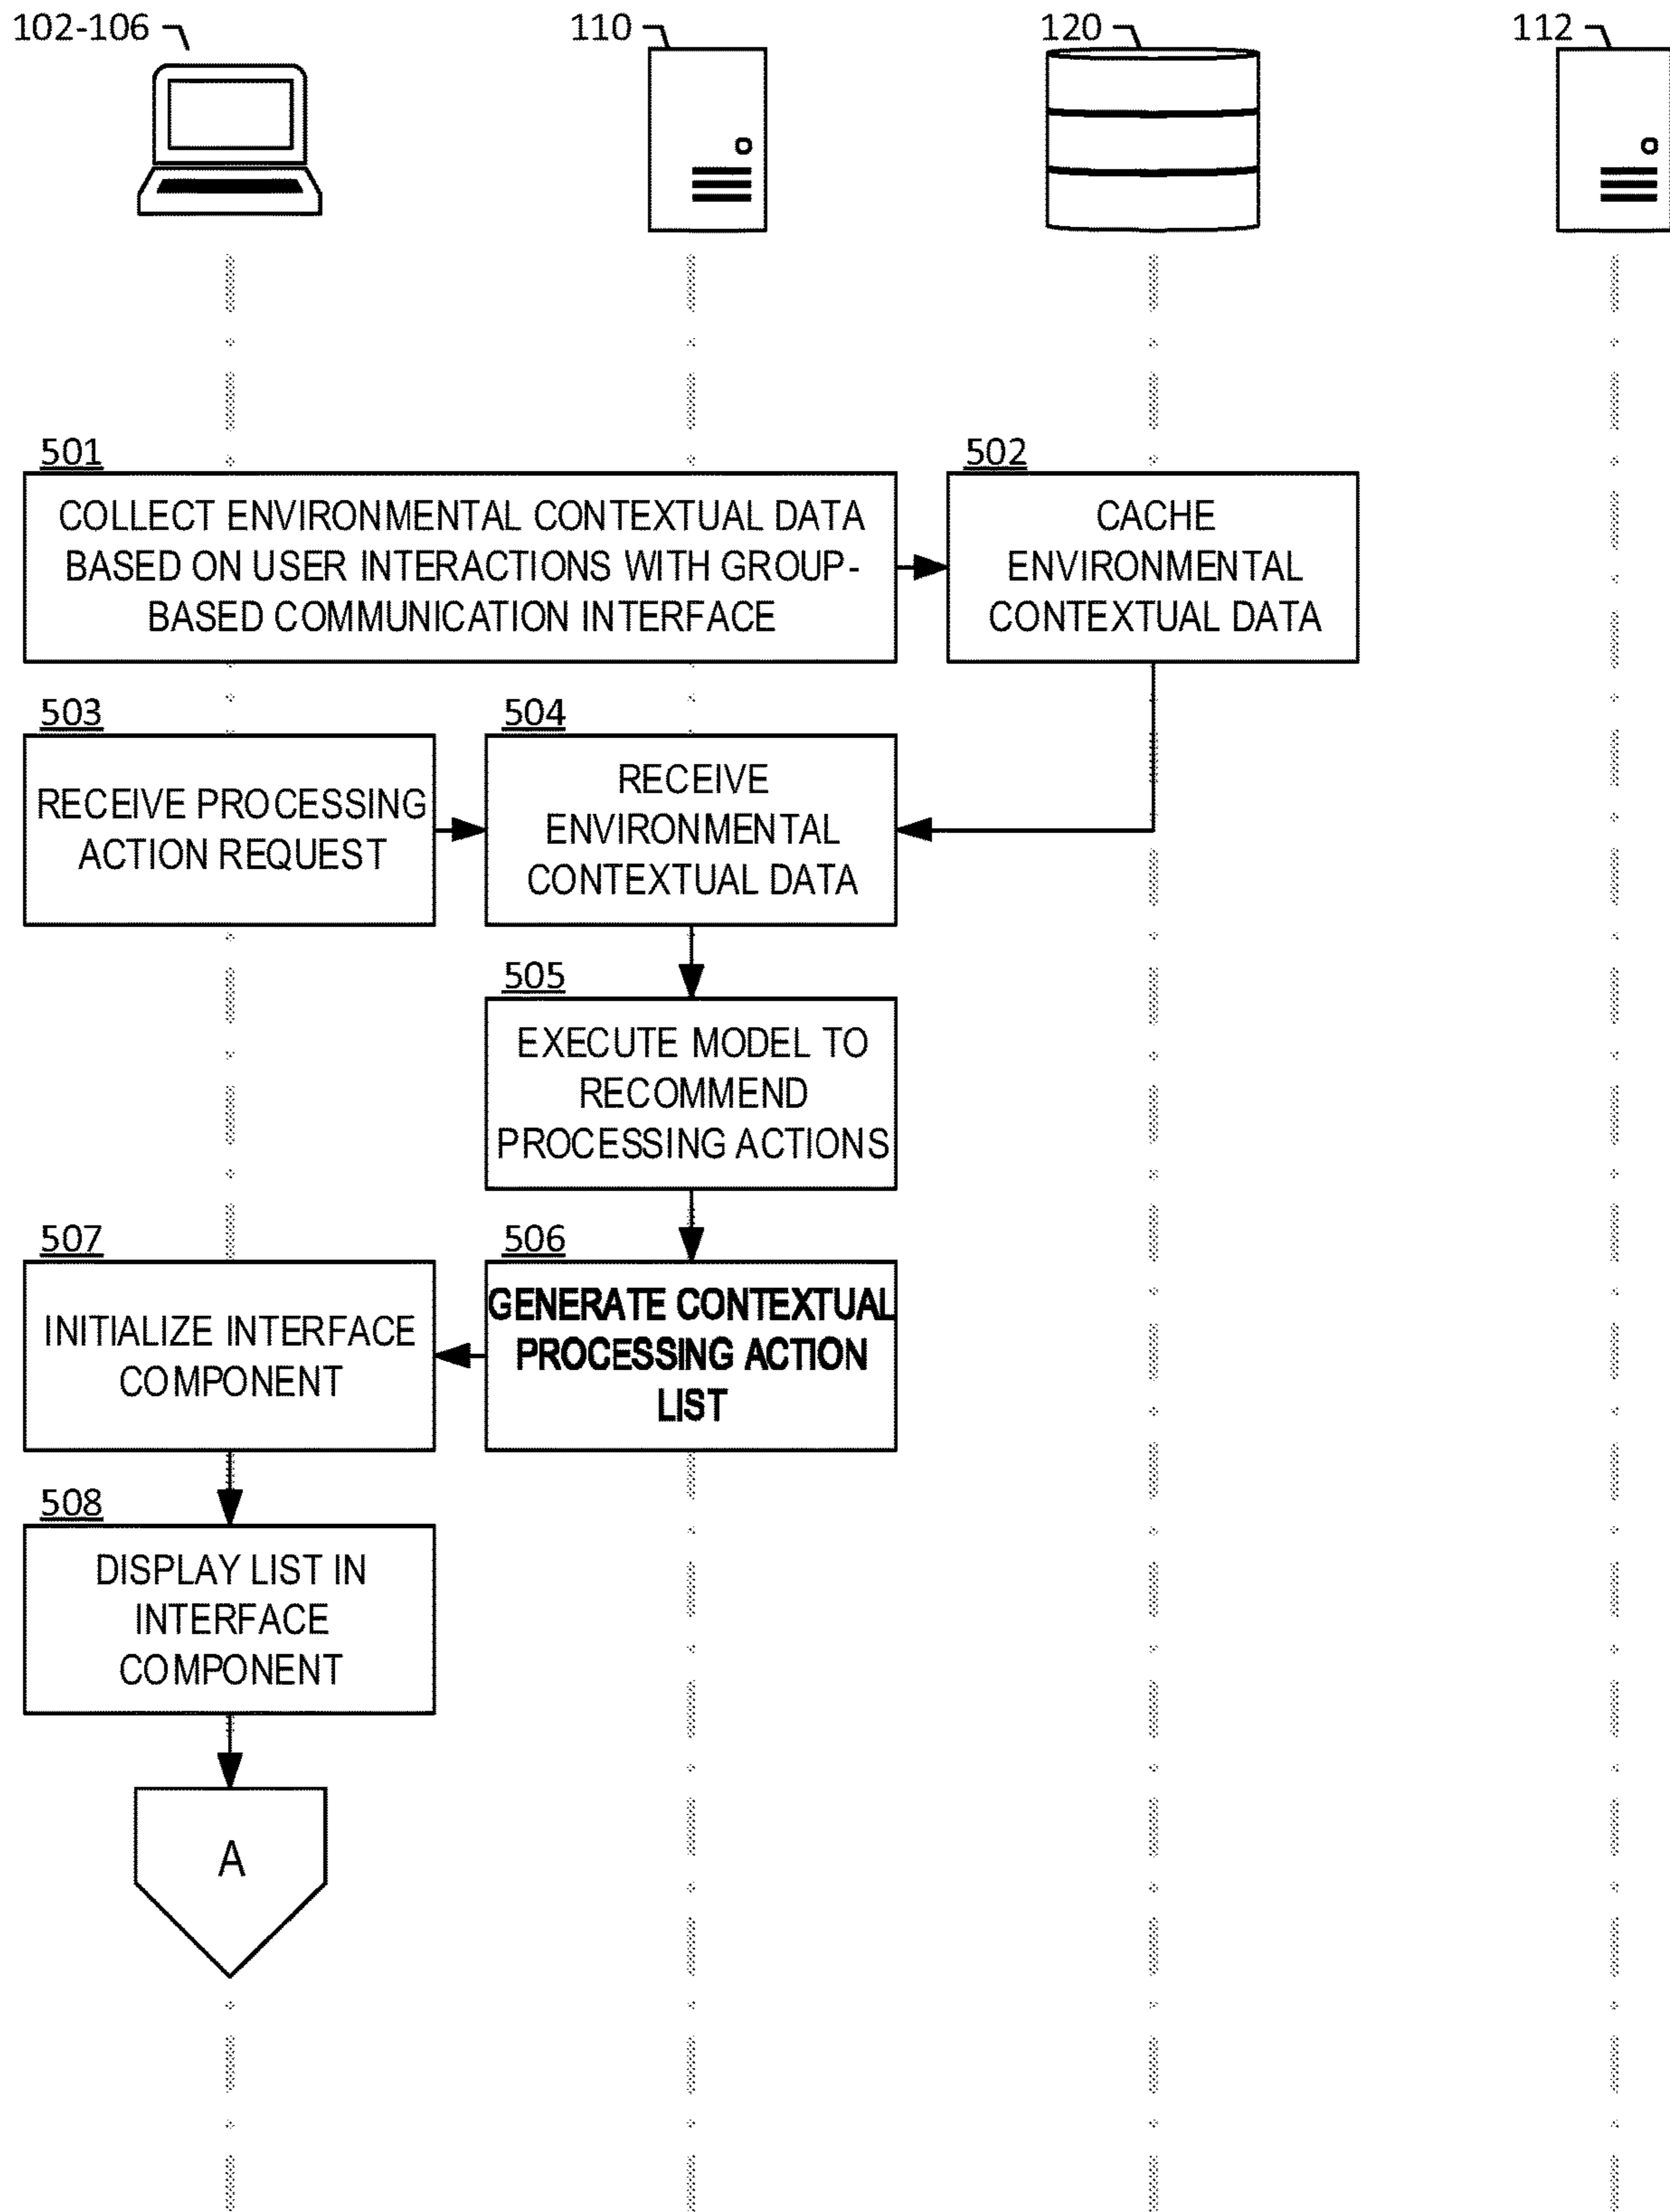 102-106
110
120
112
501
COLLECT ENVIRONMENTAL CONTEXTUAL DATA
BASED ON USER INTERACTIONS WITH GROUP-
BASED COMMUNICATION INTERFACE
502
CACHE
ENVIRONMENTAL
CONTEXTUAL DATA
503
RECEIVE PROCESSING
ACTION REQUEST
504
RECEIVE
ENVIRONMENTAL
CONTEXTUAL DATA
505
EXECUTE MODEL TO
RECOMMEND
PROCESSING ACTIONS
506
GENERATE CONTEXTUAL
PROCESSING ACTION
LIST
507
INITIALIZE INTERFACE
COMPONENT
508
DISPLAY LIST IN
INTERFACE
COMPONENT
A